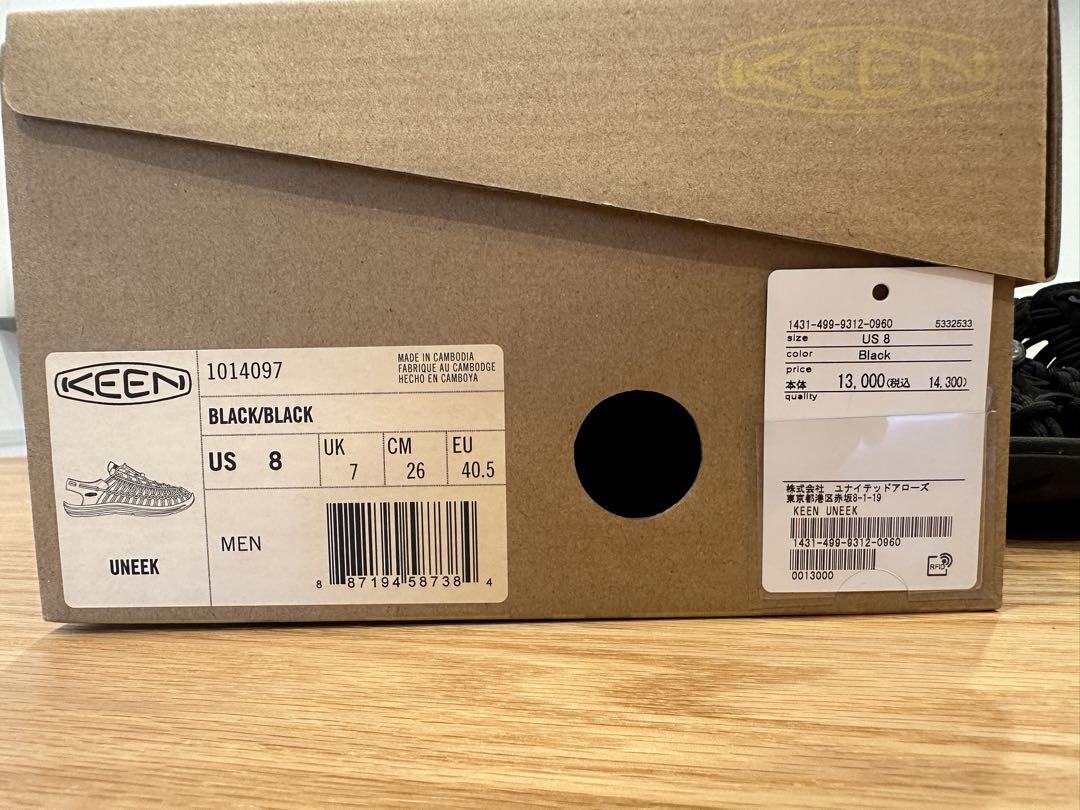 KEEN
KEEN
1014097
MADE IN CAMBODIA
FABRIQUE AU CAMBODGE
HECHO EN CAMBOYA
BLACK/BLACK
US 8
UK 7
CM 26
EU 40.5
UNEEK
MEN
8 87194 58738 4
1431-499-9312-0960 5332533
size US 8
color Black
price
本体 13,000(税込 14,300)
quality
株式会社 ユナイテッドアローズ
東京都港区赤坂8-1-19
KEEN UNEEK
1431-499-9312-0960
0013000
RFID